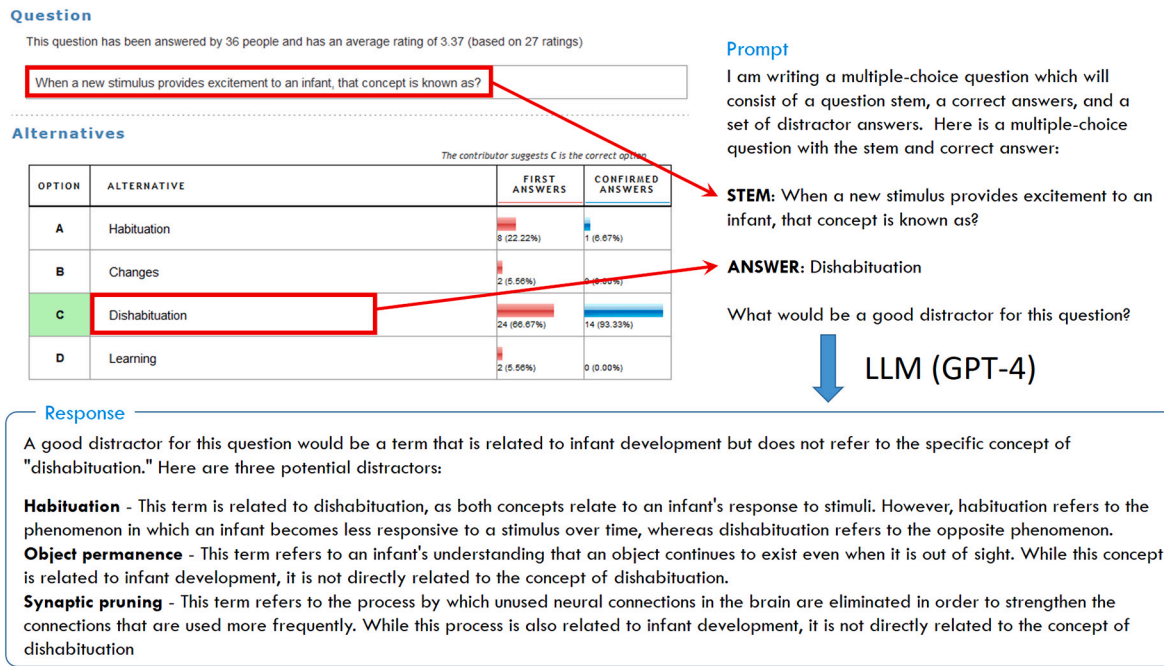 Question
This question has been answered by 36 people and has an average rating of 3.37 (based on 27 ratings)
When a new stimulus provides excitement to an infant, that concept is known as?
Alternatives
The contributor suggests C is the correct option
OPTION ALTERNATIVE FIRST ANSWERS CONFIRMED ANSWERS
A Habituation 8 (22.22%) 1 (6.67%)
B Changes 2 (5.56%) 0 (0.00%)
C Dishabituation 24 (66.67%) 14 (93.33%)
D Learning 2 (5.56%) 0 (0.00%)
Prompt
I am writing a multiple-choice question which will
consist of a question stem, a correct answers, and a
set of distractor answers. Here is a multiple-choice
question with the stem and correct answer:
STEM: When a new stimulus provides excitement to an
infant, that concept is known as?
ANSWER: Dishabituation
What would be a good distractor for this question?
LLM (GPT-4)
Response
A good distractor for this question would be a term that is related to infant development but does not refer to the specific concept of
"dishabituation." Here are three potential distractors:
Habituation - This term is related to dishabituation, as both concepts relate to an infant's response to stimuli. However, habituation refers to the
phenomenon in which an infant becomes less responsive to a stimulus over time, whereas dishabituation refers to the opposite phenomenon.
Object permanence - This term refers to an infant's understanding that an object continues to exist even when it is out of sight. While this concept
is related to infant development, it is not directly related to the concept of dishabituation.
Synaptic pruning - This term refers to the process by which unused neural connections in the brain are eliminated in order to strengthen the
connections that are used more frequently. While this process is also related to infant development, it is not directly related to the concept of
dishabituation